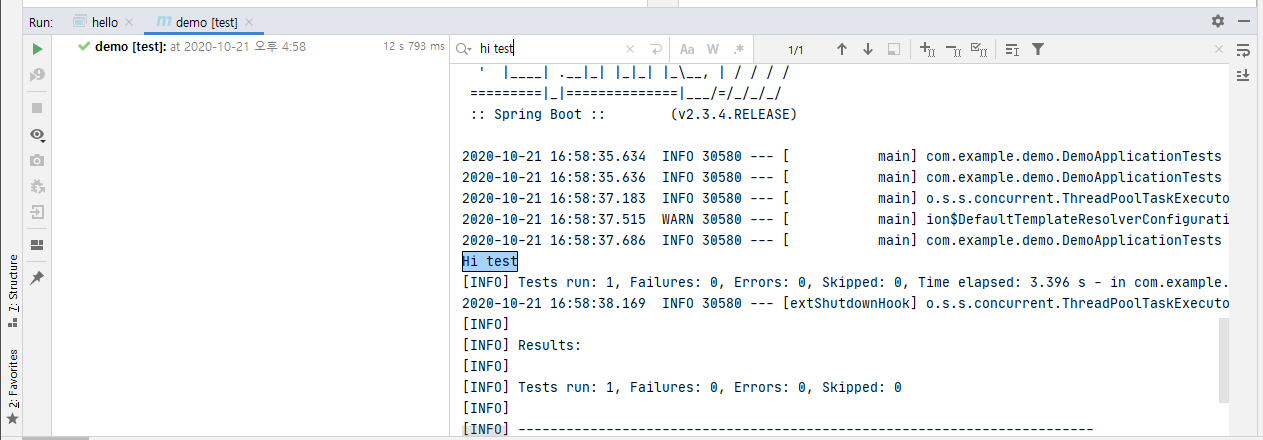 Run: hello demo [test]
demo [test]: at 2020-10-21 오후 4:58 12 s 793 ms
hi test Aa W .* 1/1
' |____| .__|_| |_|_| |_\__, | / / / /
=========|_|==============|___/=/_/_/_/
:: Spring Boot :: (v2.3.4.RELEASE)
2020-10-21 16:58:35.634 INFO 30580 --- [ main] com.example.demo.DemoApplicationTests
2020-10-21 16:58:35.636 INFO 30580 --- [ main] com.example.demo.DemoApplicationTests
2020-10-21 16:58:37.183 INFO 30580 --- [ main] o.s.s.concurrent.ThreadPoolTaskExecuto
2020-10-21 16:58:37.515 WARN 30580 --- [ main] ion$DefaultTemplateResolverConfigurati
2020-10-21 16:58:37.686 INFO 30580 --- [ main] com.example.demo.DemoApplicationTests
Hi test
[INFO] Tests run: 1, Failures: 0, Errors: 0, Skipped: 0, Time elapsed: 3.396 s - in com.example.
2020-10-21 16:58:38.169 INFO 30580 --- [extShutdownHook] o.s.s.concurrent.ThreadPoolTaskExecuto
[INFO]
[INFO] Results:
[INFO]
[INFO] Tests run: 1, Failures: 0, Errors: 0, Skipped: 0
[INFO]
[INFO] ------------------------------------------------------------------------
7: Structure
2: Favorites